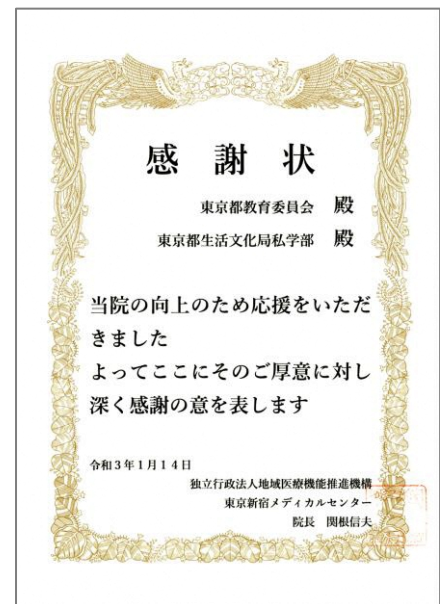 感謝状
東京都教育委員会 殿
東京都生活文化局私学部 殿
当院の向上のため応援をいただ
きました
よってここにそのご厚意に対し
深く感謝の意を表します
令和3年1月14日
独立行政法人地域医療機能推進機構
東京新宿メディカルセンター
院長 関根信夫